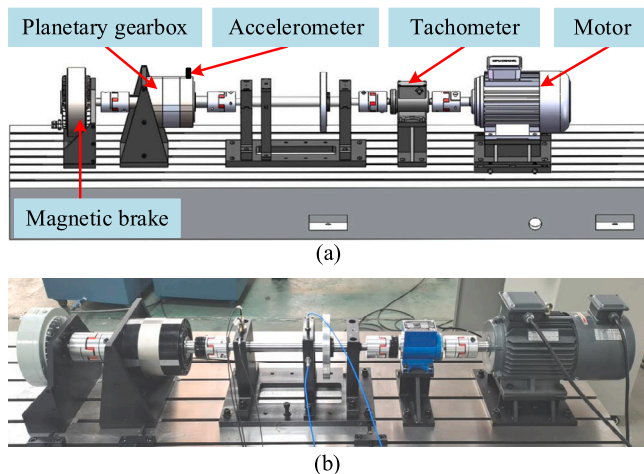 Planetary gearbox
Accelerometer
Tachometer
Motor
Magnetic brake
(a)
(b)